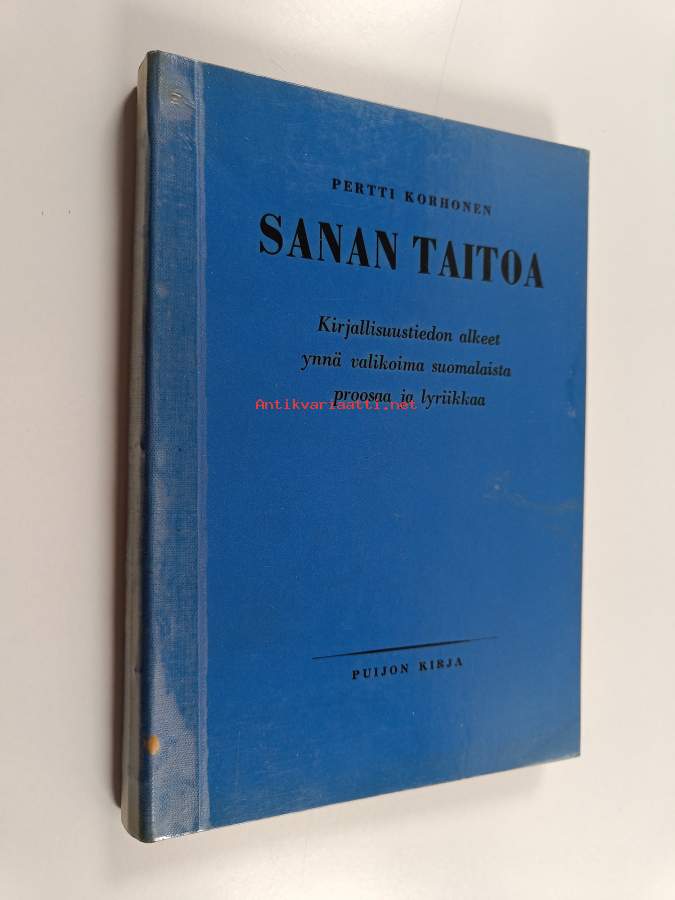 PERTTI KORHONEN
SANAN TAITOA
Kirjallisuustiedon alkeet
ynnä valikoima suomalaista
proosaa ja lyriikkaa
Antikvariaatti.net
PUIJON KIRJA